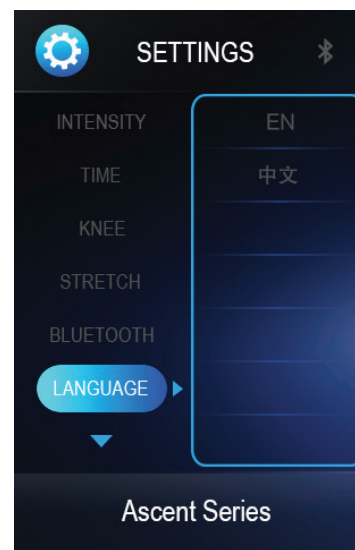 SETTINGS
INTENSITY
TIME
KNEE
STRETCH
BLUETOOTH
LANGUAGE
EN
中文
Ascent Series